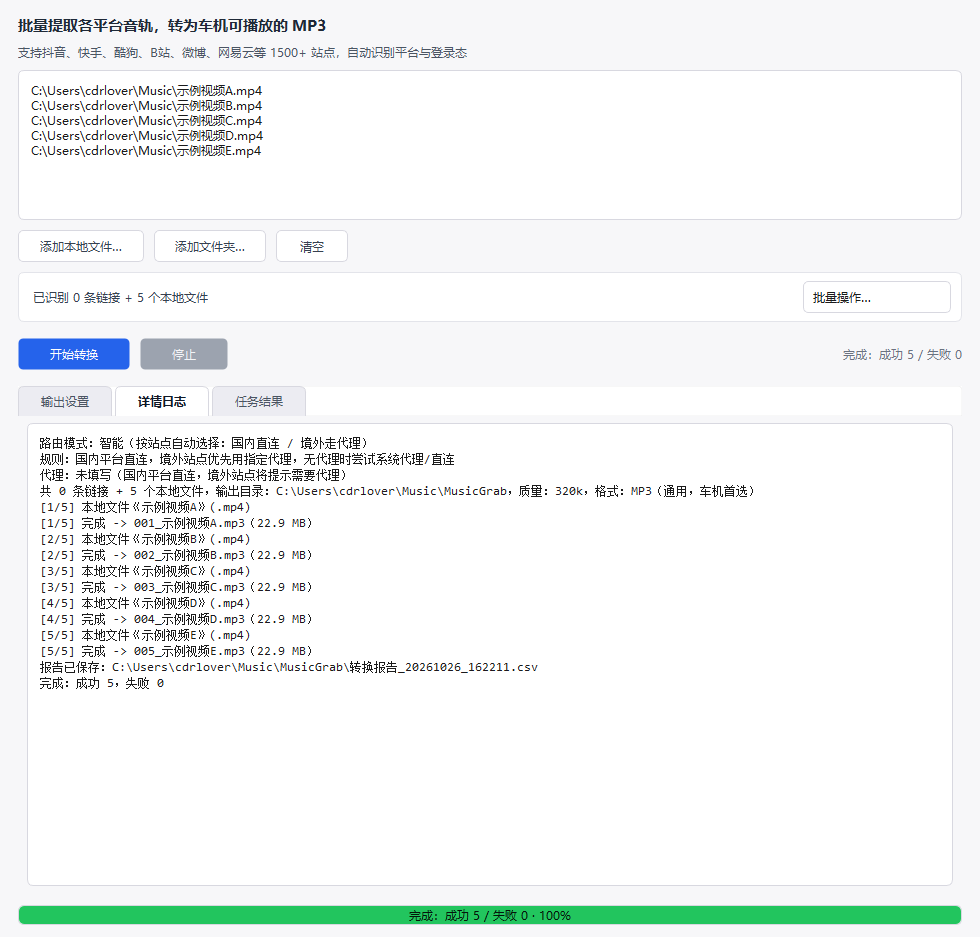 批量提取各平台音轨，转为车机可播放的 MP3
支持抖音、快手、酷狗、B站、微博、网易云等 1500+ 站点，自动识别平台与登录态
C:\Users\cdrlover\Music\示例视频A.mp4
C:\Users\cdrlover\Music\示例视频B.mp4
C:\Users\cdrlover\Music\示例视频C.mp4
C:\Users\cdrlover\Music\示例视频D.mp4
C:\Users\cdrlover\Music\示例视频E.mp4
添加本地文件... 添加文件夹... 清空
已识别 0 条链接 + 5 个本地文件 批量操作...
开始转换 停止 完成：成功 5 / 失败 0
输出设置 详情日志 任务结果
路由模式：智能（按站点自动选择：国内直连 / 境外走代理）
规则：国内平台直连，境外站点优先用指定代理，无代理时尝试系统代理/直连
代理：未填写（国内平台直连，境外站点将提示需要代理）
共 0 条链接 + 5 个本地文件，输出目录：C:\Users\cdrlover\Music\MusicGrab，质量：320k，格式：MP3（通用，车机首选）
[1/5] 本地文件《示例视频A》(.mp4)
[1/5] 完成 -> 001_示例视频A.mp3（22.9 MB）
[2/5] 本地文件《示例视频B》(.mp4)
[2/5] 完成 -> 002_示例视频B.mp3（22.9 MB）
[3/5] 本地文件《示例视频C》(.mp4)
[3/5] 完成 -> 003_示例视频C.mp3（22.9 MB）
[4/5] 本地文件《示例视频D》(.mp4)
[4/5] 完成 -> 004_示例视频D.mp3（22.9 MB）
[5/5] 本地文件《示例视频E》(.mp4)
[5/5] 完成 -> 005_示例视频E.mp3（22.9 MB）
报告已保存：C:\Users\cdrlover\Music\MusicGrab\转换报告_20261026_162211.csv
完成：成功 5，失败 0
完成：成功 5 / 失败 0 · 100%